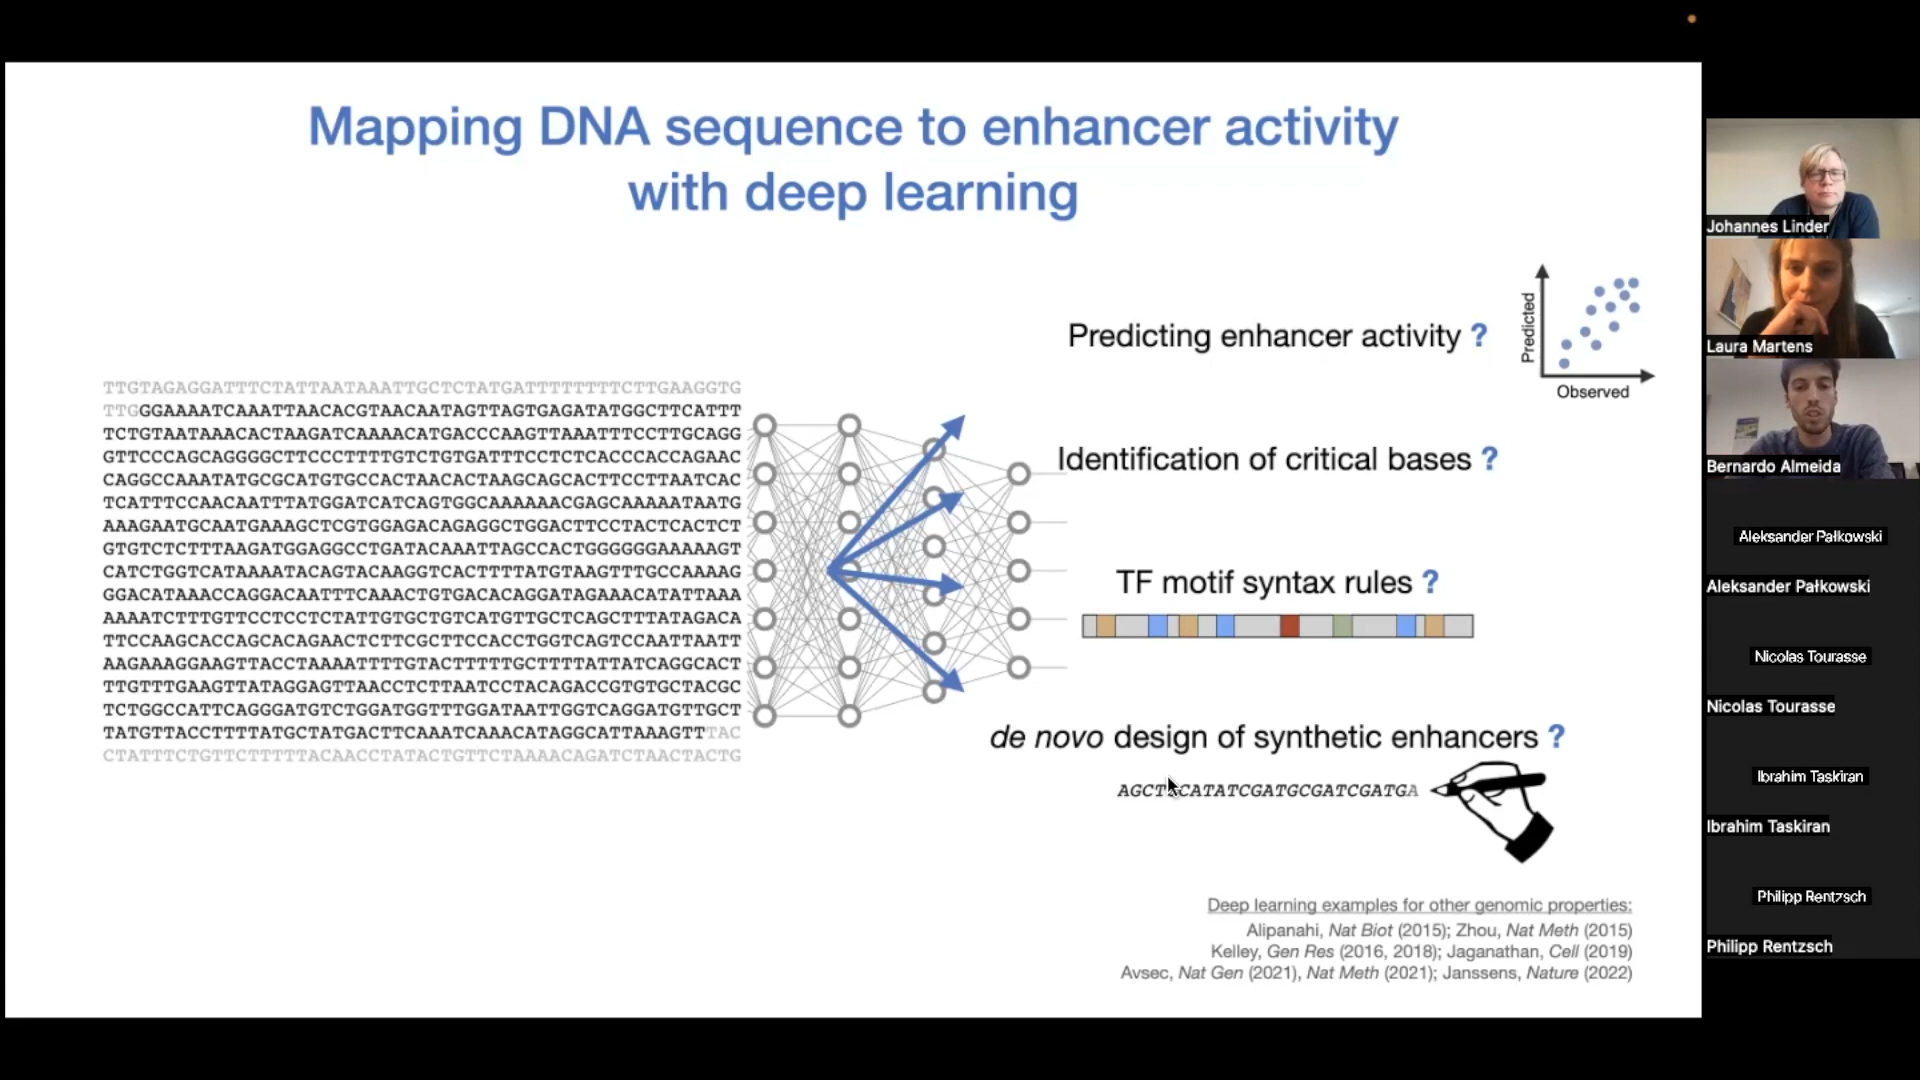 Mapping DNA sequence to enhancer activity
with deep learning
TTGTAGAGGATTTCTATTAATAAATTGCTCTATGATTTTTTTTCTTGAAGGTG
TTGGGAAAATCAAATTAACACGTAACAATAGTTAGTGAGATATGGCTTCATTT
TCTGTAATAAACACTAAGATCAAAACATGACCCAAGTTAAATTTCCTTGCAGG
GTTCCCAGCAGGGGCTTCCCTTTTGTCTGTGATTTCCTCTCACCCACCAGAAC
CAGGCCAAATATGCGCATGTGCCACTAACACTAAGCAGCACTTCCTTAATCAC
TCATTTCCAACAATTTATGGATCATCAGTGGCAAAAAACGAGCAAAAATAATG
AAAGAATGCAATGAAAGCTCGTGGAGACAGAGGCTGGACTTCCTACTCACTCT
GTGTCTCTTTAAGATGGAGGCCTGATACAAATTAGCCACTGGGGGGAAAAAGT
CATCTGGTCATAAAATACAGTACAAGGTCACTTTTATGTAAGTTTGCCAAAAG
GGACATAAACCAGGACAATTTCAAACTGTGACACAGGATAGAAACATATTAAA
AAAATCTTTGTTCCTCCTCTATTGTGCTGTCATGTTGCTCAGCTTTATAGACA
TTCCAAGCACCAGCACAGAACTCTTCGCTTCCACCTGGTCAGTCCAATTAATT
AAGAAAGGAAGTTACCTAAAATTTTGTACTTTTTGCTTTTATTATCAGGCACT
TTGTTTGAAGTTATAGGAGTTAACCTCTTAATCCTACAGACCGTGTGCTACGC
TCTGGCCATTCAGGGATGTCTGGATGGTTTGGATAATTGGTCAGGATGTTGCT
TATGTTACCTTTTATGCTATGACTTCAAATCAAACATAGGCATTAAAGTTTAC
CTATTTCTGTTCTTTTTACAACCTATACTGTTCTAAAACAGATCTAACTACTG
Predicting enhancer activity ?
Predicted
Observed
Identification of critical bases ?
TF motif syntax rules ?
de novo design of synthetic enhancers ?
Deep learning examples for other genomic properties:
Alipanahi, Nat Biot (2015); Zhou, Nat Meth (2015)
Kelley, Gen Res (2016, 2018); Jaganathan, Cell (2019)
Avsec, Nat Gen (2021), Nat Meth (2021); Janssens, Nature (2022)
Johannes Linder
Laura Martens
Bernardo Almeida
Aleksander Pałkowski
Aleksander Pałkowski
Nicolas Tourasse
Nicolas Tourasse
Ibrahim Taskiran
Ibrahim Taskiran
Philipp Rentzsch
Philipp Rentzsch